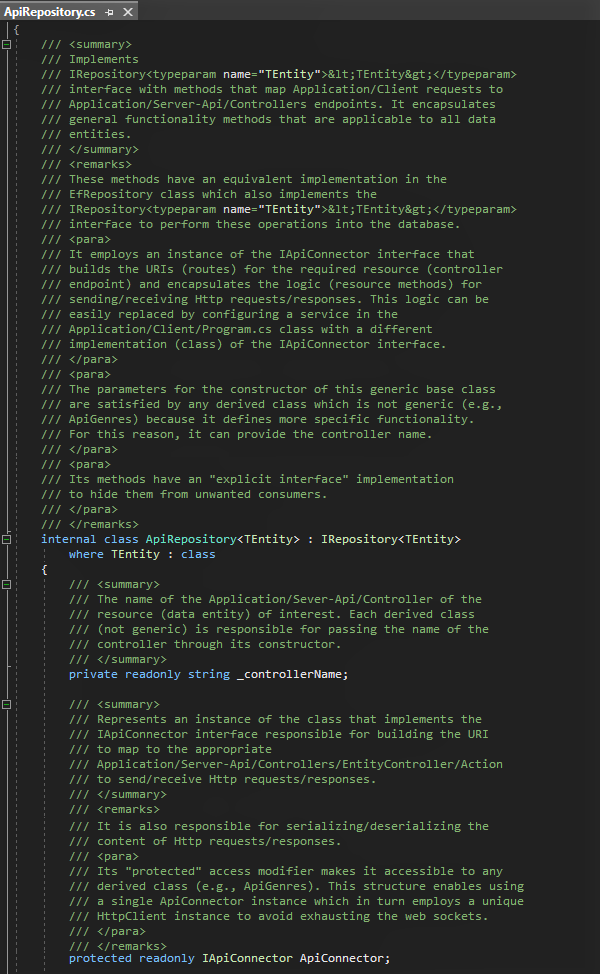 ApiRepository.cs
{
/// <summary>
/// Implements
/// IRepository<typeparam name="TEntity">&lt;TEntity&gt;</typeparam>
/// interface with methods that map Application/Client requests to
/// Application/Server-Api/Controllers endpoints. It encapsulates
/// general functionality methods that are applicable to all data
/// entities.
/// </summary>
/// <remarks>
/// These methods have an equivalent implementation in the
/// EfRepository class which also implements the
/// IRepository<typeparam name="TEntity">&lt;TEntity&gt;</typeparam>
/// interface to perform these operations into the database.
/// <para>
/// It employs an instance of the IApiConnector interface that
/// builds the URIs (routes) for the required resource (controller
/// endpoint) and encapsulates the logic (resource methods) for
/// sending/receiving Http requests/responses. This logic can be
/// easily replaced by configuring a service in the
/// Application/Client/Program.cs class with a different
/// implementation (class) of the IApiConnector interface.
/// </para>
/// <para>
/// The parameters for the constructor of this generic base class
/// are satisfied by any derived class which is not generic (e.g.,
/// ApiGenres) because it defines more specific functionality.
/// For this reason, it can provide the controller name.
/// </para>
/// <para>
/// Its methods have an "explicit interface" implementation
/// to hide them from unwanted consumers.
/// </para>
/// </remarks>
internal class ApiRepository<TEntity> : IRepository<TEntity>
where TEntity : class
{
/// <summary>
/// The name of the Application/Sever-Api/Controller of the
/// resource (data entity) of interest. Each derived class
/// (not generic) is responsible for passing the name of the
/// controller through its constructor.
/// </summary>
private readonly string _controllerName;
/// <summary>
/// Represents an instance of the class that implements the
/// IApiConnector interface responsible for building the URI
/// to map to the appropriate
/// Application/Server-Api/Controllers/EntityController/Action
/// to send/receive Http requests/responses.
/// </summary>
/// <remarks>
/// It is also responsible for serializing/deserializing the
/// content of Http requests/responses.
/// <para>
/// Its "protected" access modifier makes it accessible to any
/// derived class (e.g., ApiGenres). This structure enables using
/// a single ApiConnector instance which in turn employs a unique
/// HttpClient instance to avoid exhausting the web sockets.
/// </para>
/// </remarks>
protected readonly IApiConnector ApiConnector;